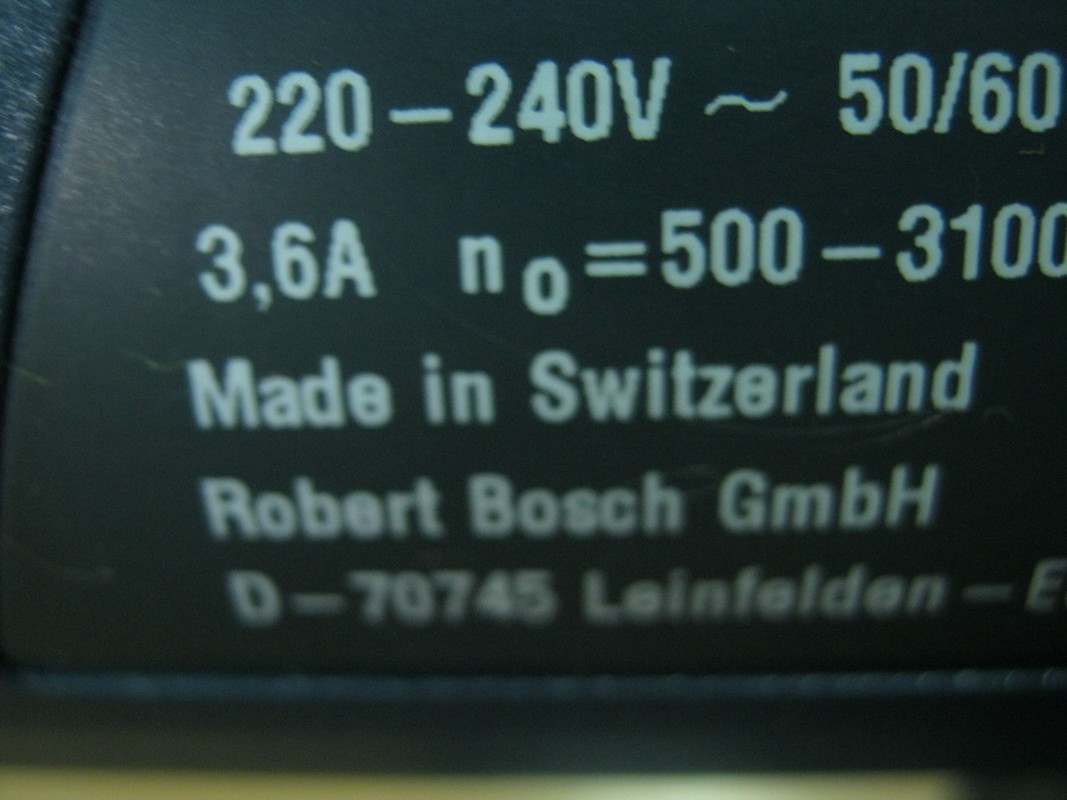 220–240V ~ 50/60
3,6A n₀=500–3100
Made in Switzerland
Robert Bosch GmbH
D–70745 Leinfelden–E